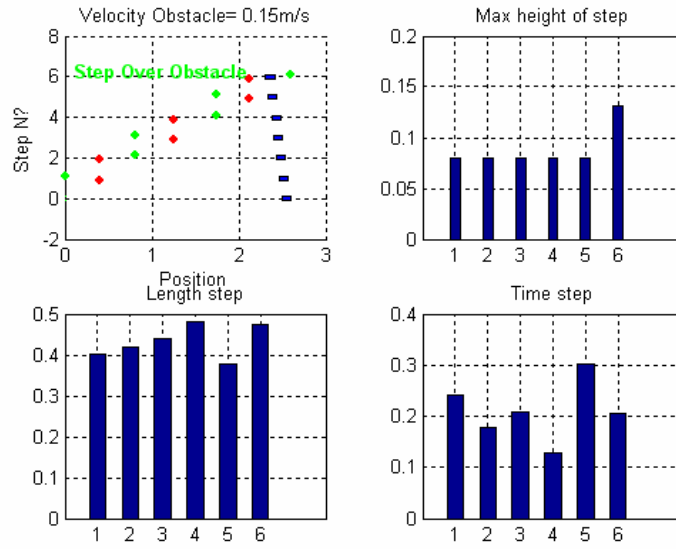 Velocity Obstacle= 0.15m/s
8
6
4
2
0
-2
Step N?
Step Over Obstacle
0
1
2
3
Position
Max height of step
0.2
0.15
0.1
0.05
0
1 2 3 4 5 6
Length step
0.5
0.4
0.3
0.2
0.1
0
1 2 3 4 5 6
Time step
0.4
0.3
0.2
0.1
0
1 2 3 4 5 6